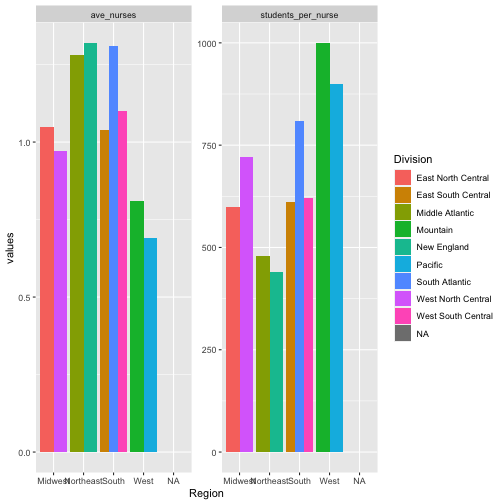 ave_nurses
students_per_nurse
values
1.0
0.5
0.0
1000
750
500
250
0
Midwest Northeast South West NA
Midwest Northeast South West NA
Region
Division
East North Central
East South Central
Middle Atlantic
Mountain
New England
Pacific
South Atlantic
West North Central
West South Central
NA